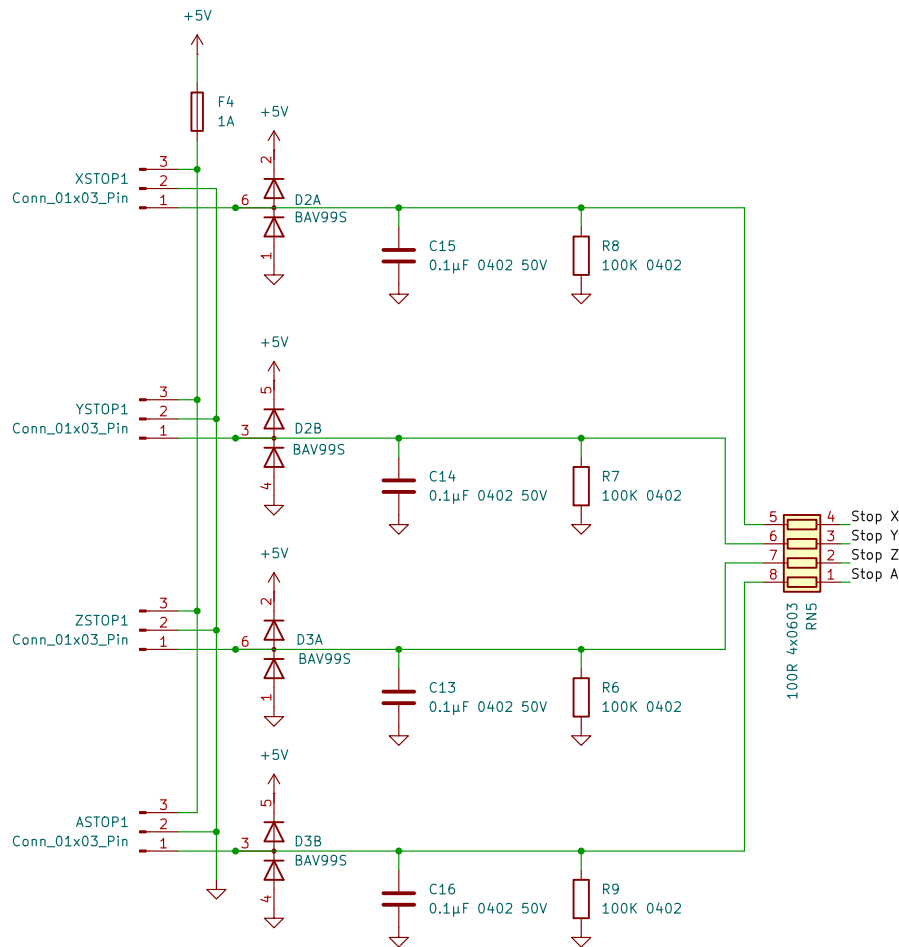 +5V
F4
1A
+5V
2
3
XSTOP1
2
Conn_01x03_Pin
1
6
D2A
BAV99S
1
C15
0.1µF 0402 50V
R8
100K 0402
+5V
5
3
YSTOP1
2
Conn_01x03_Pin
1
3
D2B
BAV99S
4
C14
0.1µF 0402 50V
R7
100K 0402
5
4
Stop X
6
3
Stop Y
7
2
Stop Z
8
1
Stop A
100R 4x0603
RN5
+5V
2
3
ZSTOP1
2
Conn_01x03_Pin
1
6
D3A
BAV99S
1
C13
0.1µF 0402 50V
R6
100K 0402
+5V
5
3
ASTOP1
2
Conn_01x03_Pin
1
3
D3B
BAV99S
4
C16
0.1µF 0402 50V
R9
100K 0402